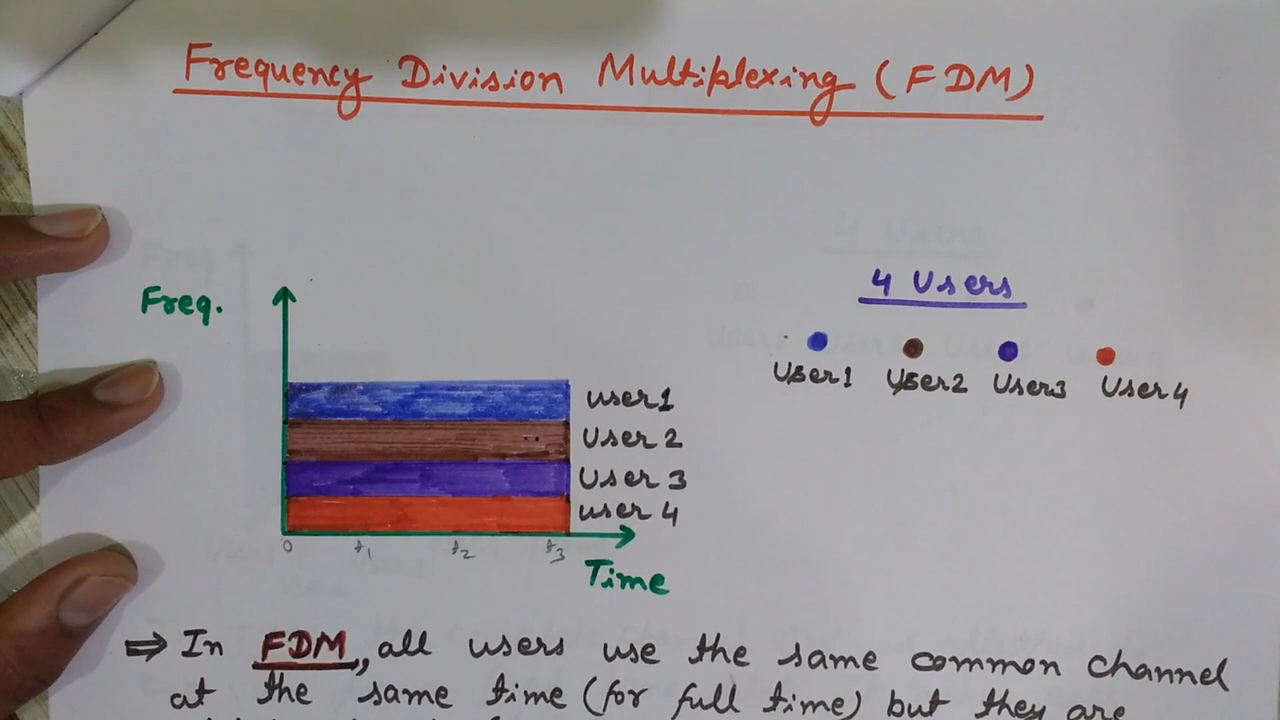 Frequency Division Multiplexing (FDM)
4 Users
Freq.
User1 User2 User3 User4
user1
User 2
User 3
user 4
0 t1 t2 t3
Time
⇒ In FDM, all users use the same common channel
at the same time (for full time) but they are